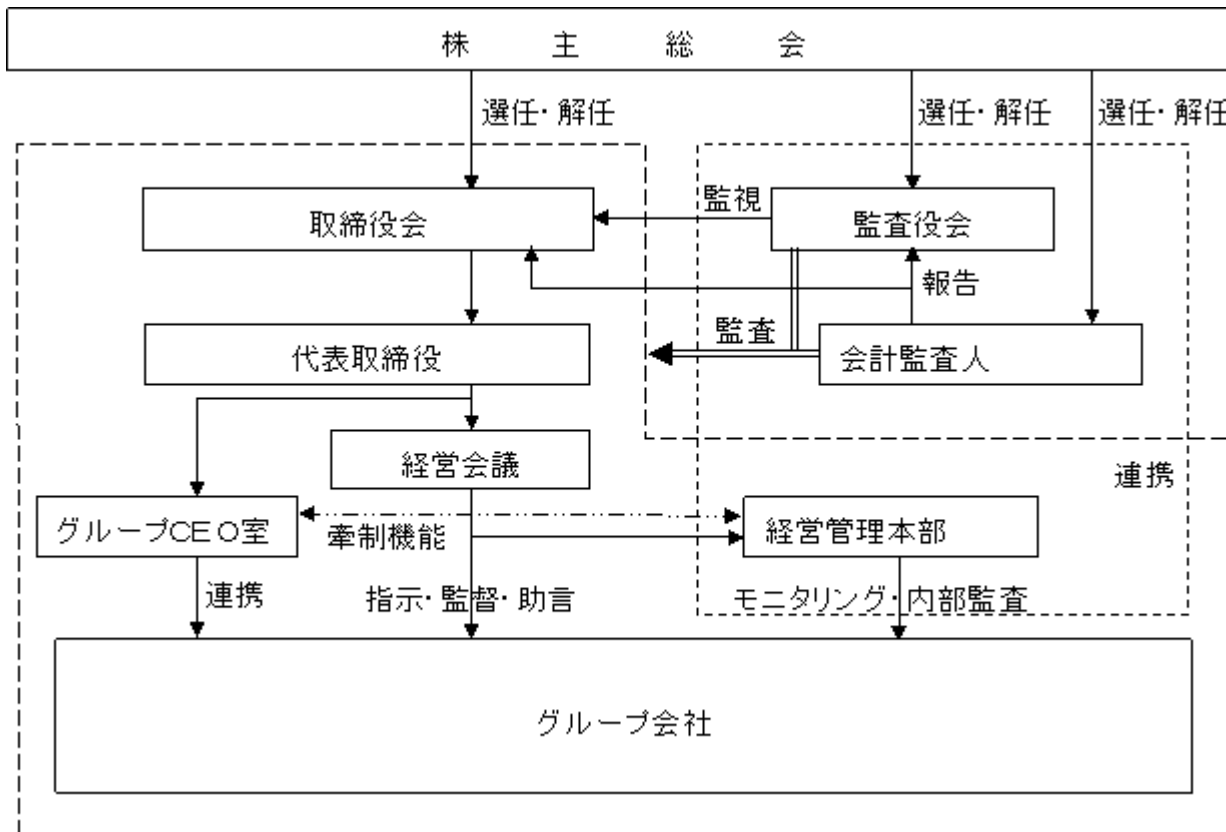 株主総会
選任・解任
選任・解任
選任・解任
取締役会
監視
監査役会
報告
代表取締役
監査
会計監査人
経営会議
連携
グループCEO室
牽制機能
経営管理本部
連携
指示・監督・助言
モニタリング・内部監査
グループ会社